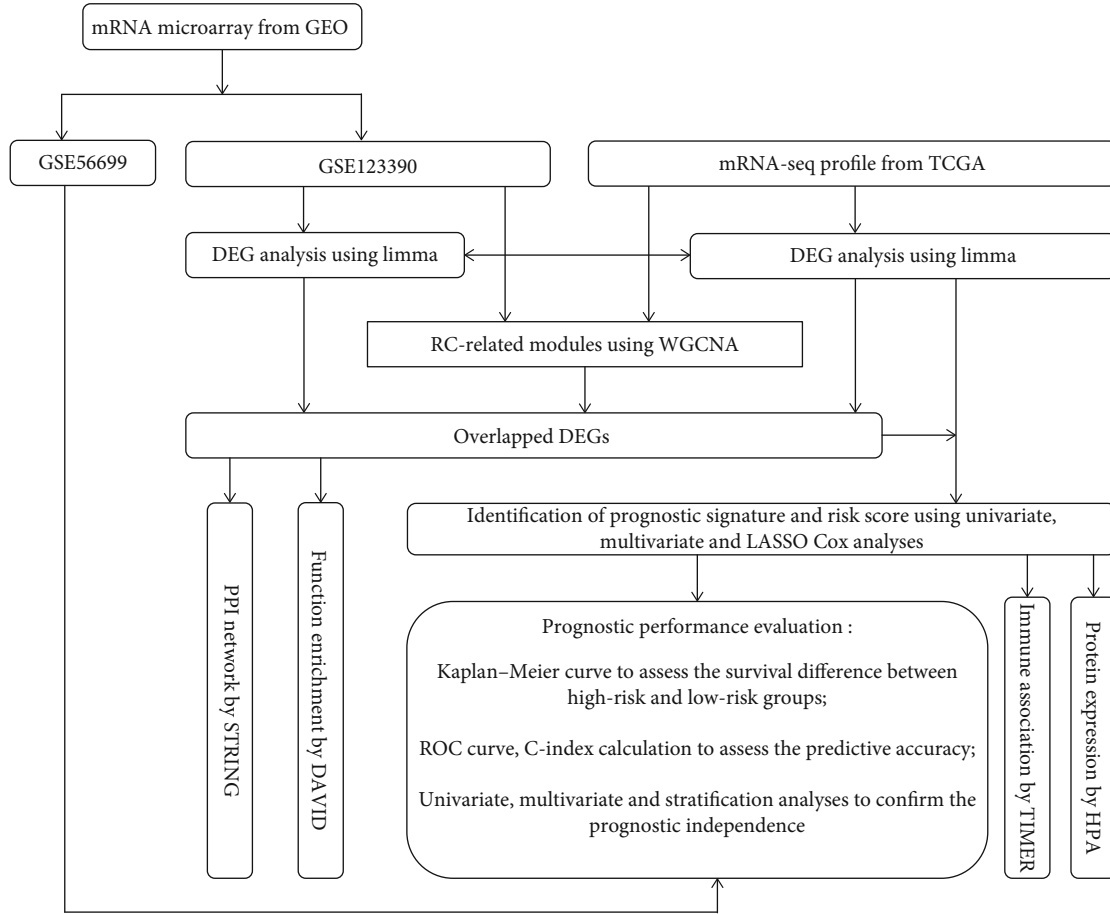 mRNA microarray from GEO
GSE56699
GSE123390
mRNA-seq profile from TCGA
DEG analysis using limma
DEG analysis using limma
RC-related modules using WGCNA
Overlapped DEGs
PPI network by STRING
Function enrichment by DAVID
Identification of prognostic signature and risk score using univariate,
multivariate and LASSO Cox analyses
Prognostic performance evaluation :
Kaplan–Meier curve to assess the survival difference between
high-risk and low-risk groups;
ROC curve, C-index calculation to assess the predictive accuracy;
Univariate, multivariate and stratification analyses to confirm the
prognostic independence
Immune association by TIMER
Protein expression by HPA